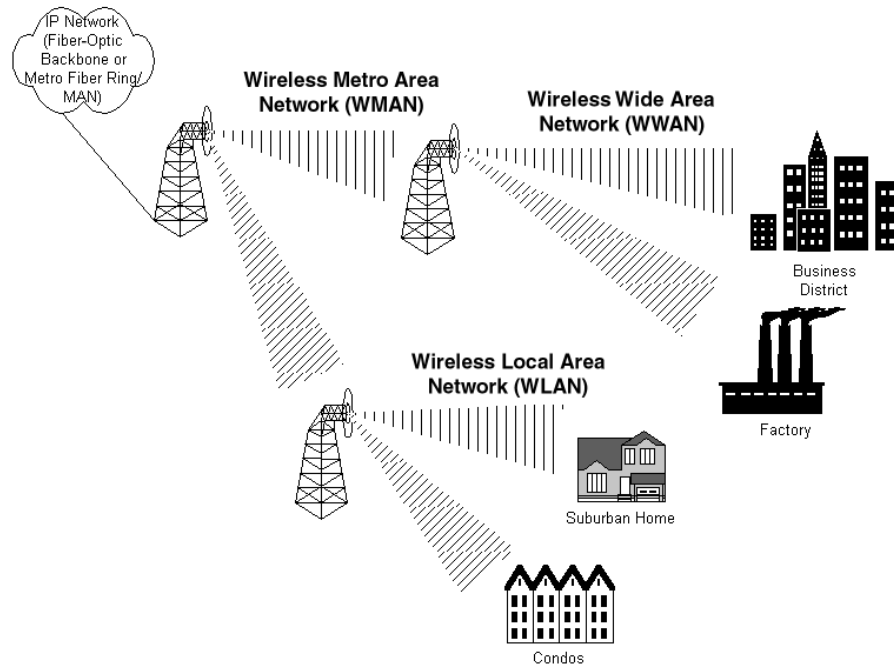 IP Network
(Fiber-Optic
Backbone or
Metro Fiber Ring/
MAN)
Wireless Metro Area
Network (WMAN)
Wireless Wide Area
Network (WWAN)
Business
District
Wireless Local Area
Network (WLAN)
Factory
Suburban Home
Condos